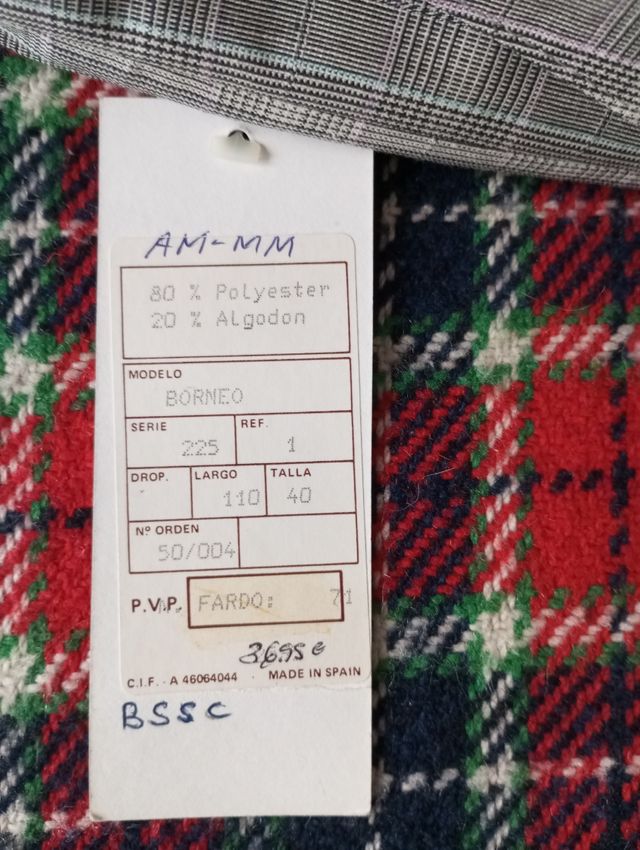 AM-MM
80 % Polyester
20 % Algodon
MODELO
BORNEO
SERIE
225
REF.
1
DROP.
LARGO
110
TALLA
40
Nº ORDEN
50/004
P.V.P. FARDO: 71
36.95 €
C.I.F. - A 46064044 · MADE IN SPAIN
BSSC